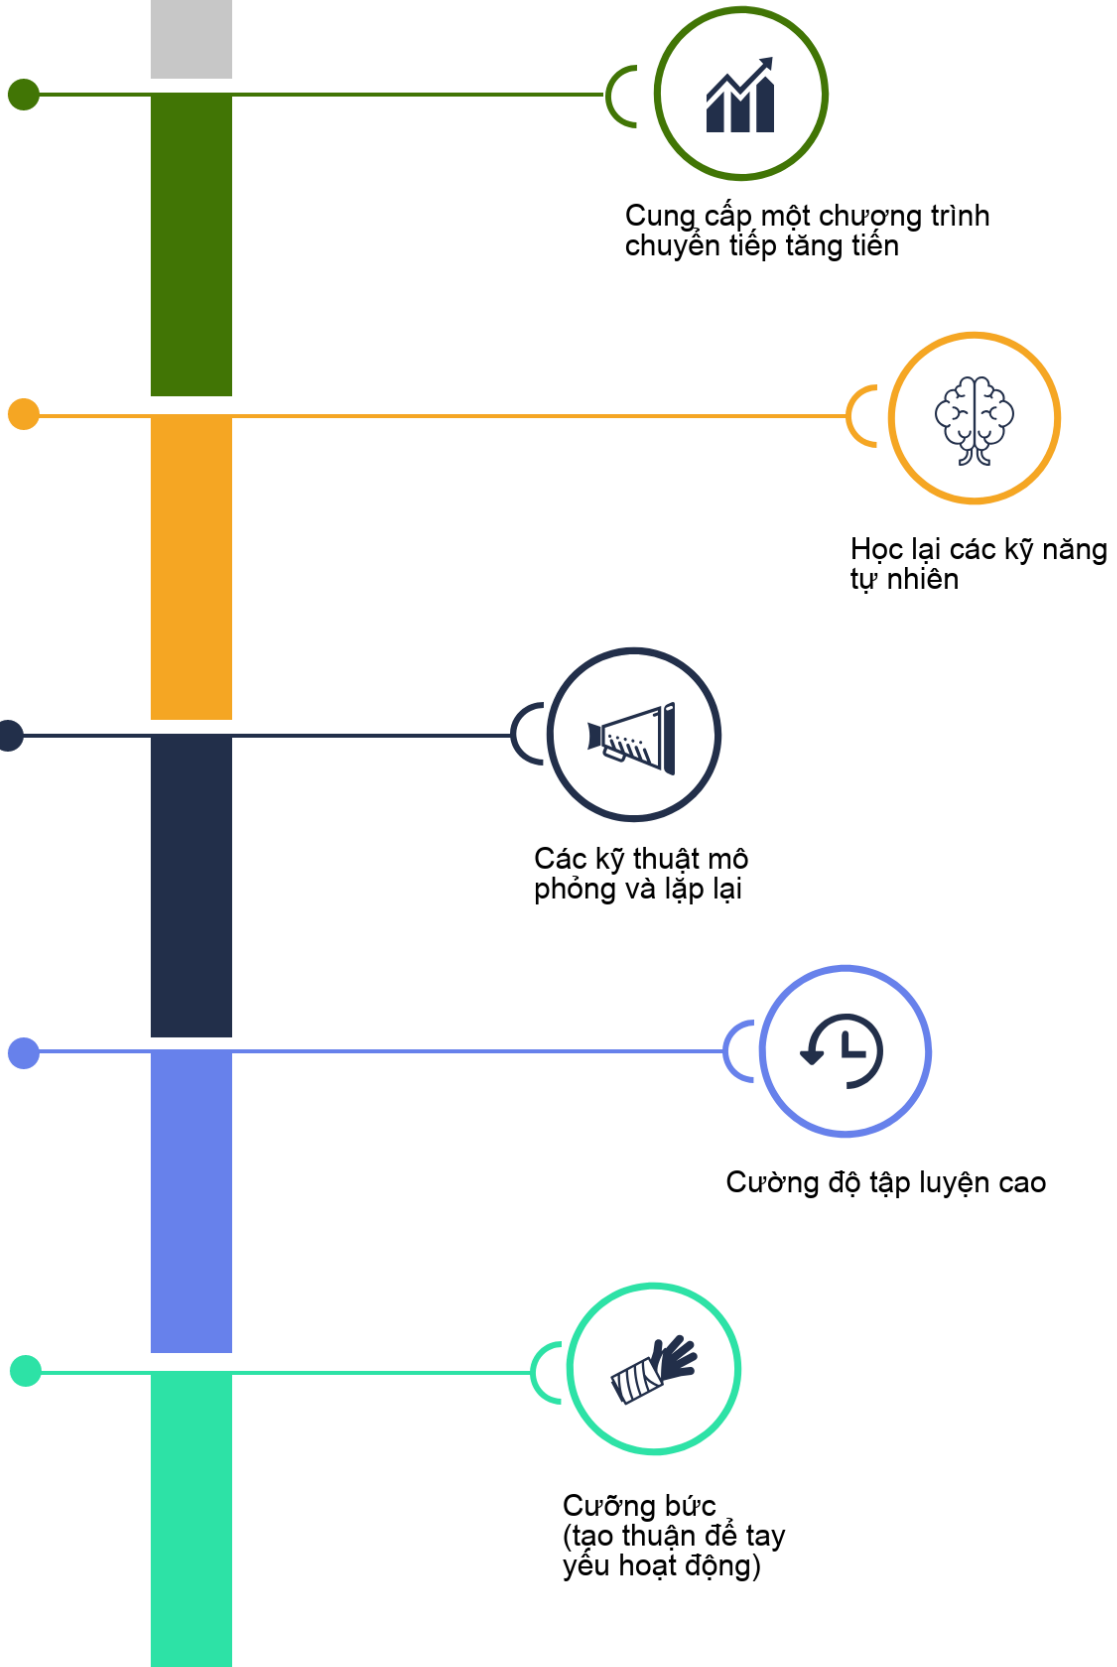 Cung cấp một chương trình
chuyển tiếp tăng tiến
Học lại các kỹ năng
tự nhiên
Các kỹ thuật mô
phỏng và lặp lại
Cường độ tập luyện cao
Cưỡng bức
(tạo thuận để tay
yếu hoạt động)